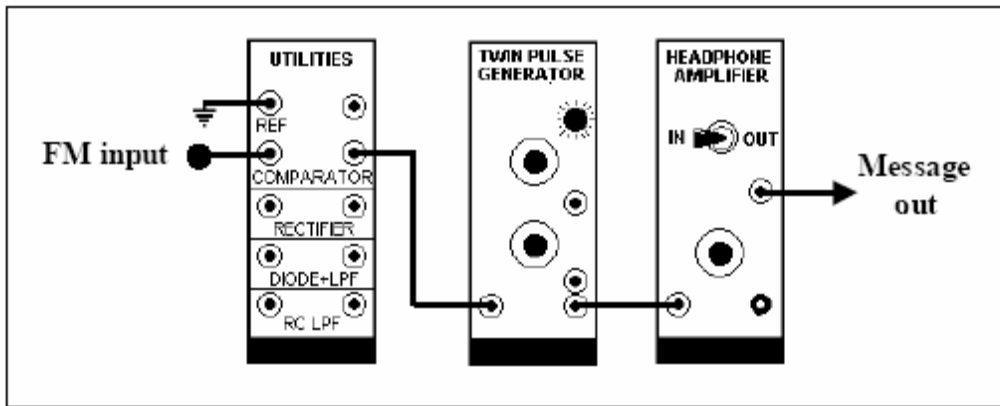 UTILITIES
REF
FM input
COMPARATOR
RECTIFIER
DIODE+LPF
RC LPF
TWIN PULSE
GENERATOR
HEADPHONE
AMPLIFIER
IN
OUT
Message
out